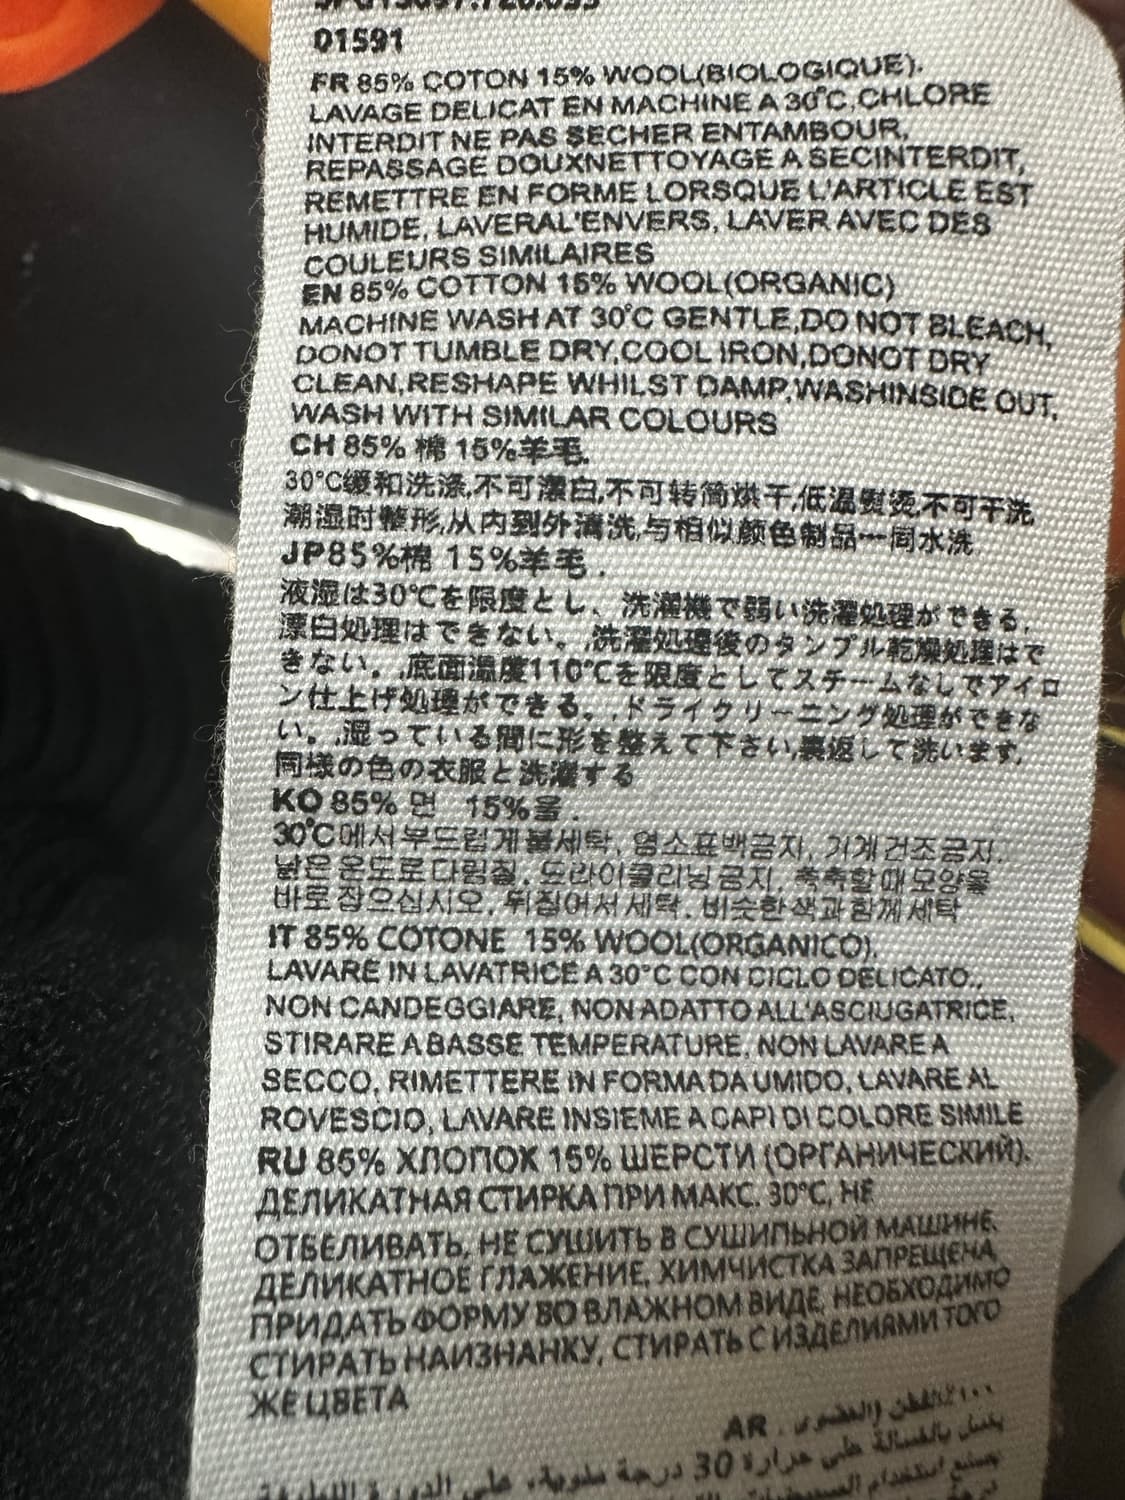 01591
FR 85% COTON 15% WOOL(BIOLOGIQUE).
LAVAGE DELICAT EN MACHINE A 30°C,CHLORE
INTERDIT NE PAS SECHER ENTAMBOUR,
REPASSAGE DOUXNETTOYAGE A SECINTERDIT,
REMETTRE EN FORME LORSQUE L'ARTICLE EST
HUMIDE, LAVERAL'ENVERS, LAVER AVEC DES
COULEURS SIMILAIRES
EN 85% COTTON 15% WOOL(ORGANIC)
MACHINE WASH AT 30°C GENTLE,DO NOT BLEACH,
DONOT TUMBLE DRY,COOL IRON,DONOT DRY
CLEAN,RESHAPE WHILST DAMP,WASHINSIDE OUT,
WASH WITH SIMILAR COLOURS
CH 85% 棉 15%羊毛.
30°C缓和洗涤,不可漂白,不可转筒烘干,低温熨烫,不可干洗
潮湿时整形,从内到外清洗,与相似颜色制品一同水洗
JP85%棉 15%羊毛.
液温は30℃を限度とし、洗濯機で弱い洗濯処理ができる,
漂白処理はできない。,洗濯処理後のタンブル乾燥処理はで
きない。,底面温度110℃を限度としてスチームなしでアイロ
ン仕上げ処理ができる。,ドライクリーニング処理ができな
い。,湿っている間に形を整えて下さい,裏返して洗います,
同様の色の衣服と洗濯する
KO 85% 면 15%울.
30°C에서 부드럽게 물세탁, 염소표백금지, 기계 건조 금지.
낮은 온도로 다림질, 드라이클리닝 금지, 축축할 때 모양을
바로 잡으십시오, 뒤집어서 세탁, 비슷한 색과 함께 세탁
IT 85% COTONE 15% WOOL(ORGANICO).
LAVARE IN LAVATRICE A 30°C CON CICLO DELICATO.,
NON CANDEGGIARE, NON ADATTO ALL'ASCIUGATRICE,
STIRARE A BASSE TEMPERATURE, NON LAVARE A
SECCO, RIMETTERE IN FORMA DA UMIDO, LAVARE AL
ROVESCIO, LAVARE INSIEME A CAPI DI COLORE SIMILE
RU 85% ХЛОПОК 15% ШЕРСТИ (ОРГАНИЧЕСКИЙ).
ДЕЛИКАТНАЯ СТИРКА ПРИ МАКС. 30°C, НЕ
ОТБЕЛИВАТЬ, НЕ СУШИТЬ В СУШИЛЬНОЙ МАШИНЕ,
ДЕЛИКАТНОЕ ГЛАЖЕНИЕ, ХИМЧИСТКА ЗАПРЕЩЕНА,
ПРИДАТЬ ФОРМУ ВО ВЛАЖНОМ ВИДЕ, НЕОБХОДИМО
СТИРАТЬ НАИЗНАНКУ, СТИРАТЬ С ИЗДЕЛИЯМИ ТОГО
ЖЕ ЦВЕТА
AR .
على حرارة 30 درجة مئوية، على الدورة